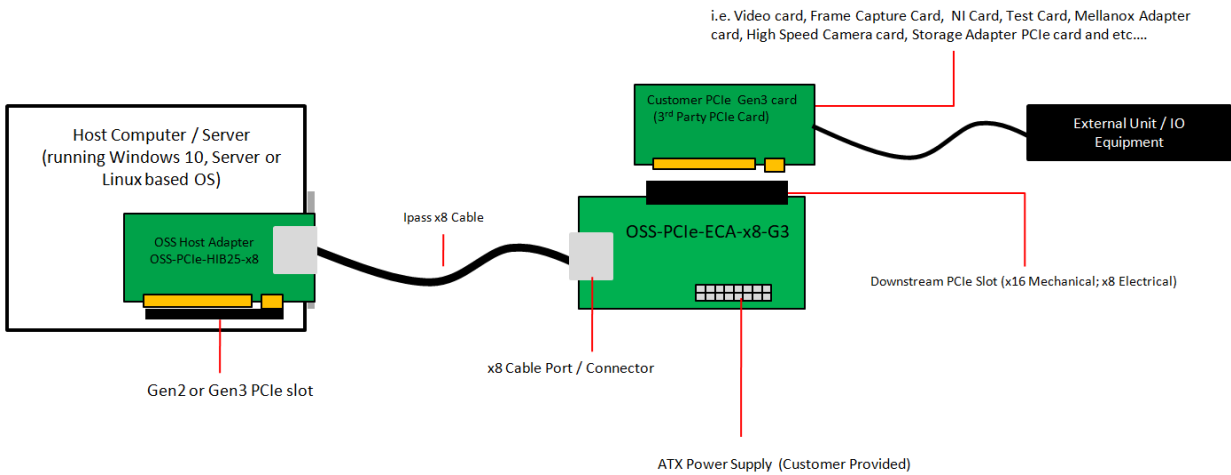 i.e. Video card, Frame Capture Card, NI Card, Test Card, Mellanox Adapter
card, High Speed Camera card, Storage Adapter PCIe card and etc....
Customer PCIe Gen3 card
(3rd Party PCIe Card)
External Unit / IO
Equipment
Host Computer / Server
(running Windows 10, Server or
Linux based OS)
OSS Host Adapter
OSS-PCIe-HIB25-x8
Ipass x8 Cable
OSS-PCIe-ECA-x8-G3
Downstream PCIe Slot (x16 Mechanical; x8 Electrical)
x8 Cable Port / Connector
Gen2 or Gen3 PCIe slot
ATX Power Supply (Customer Provided)